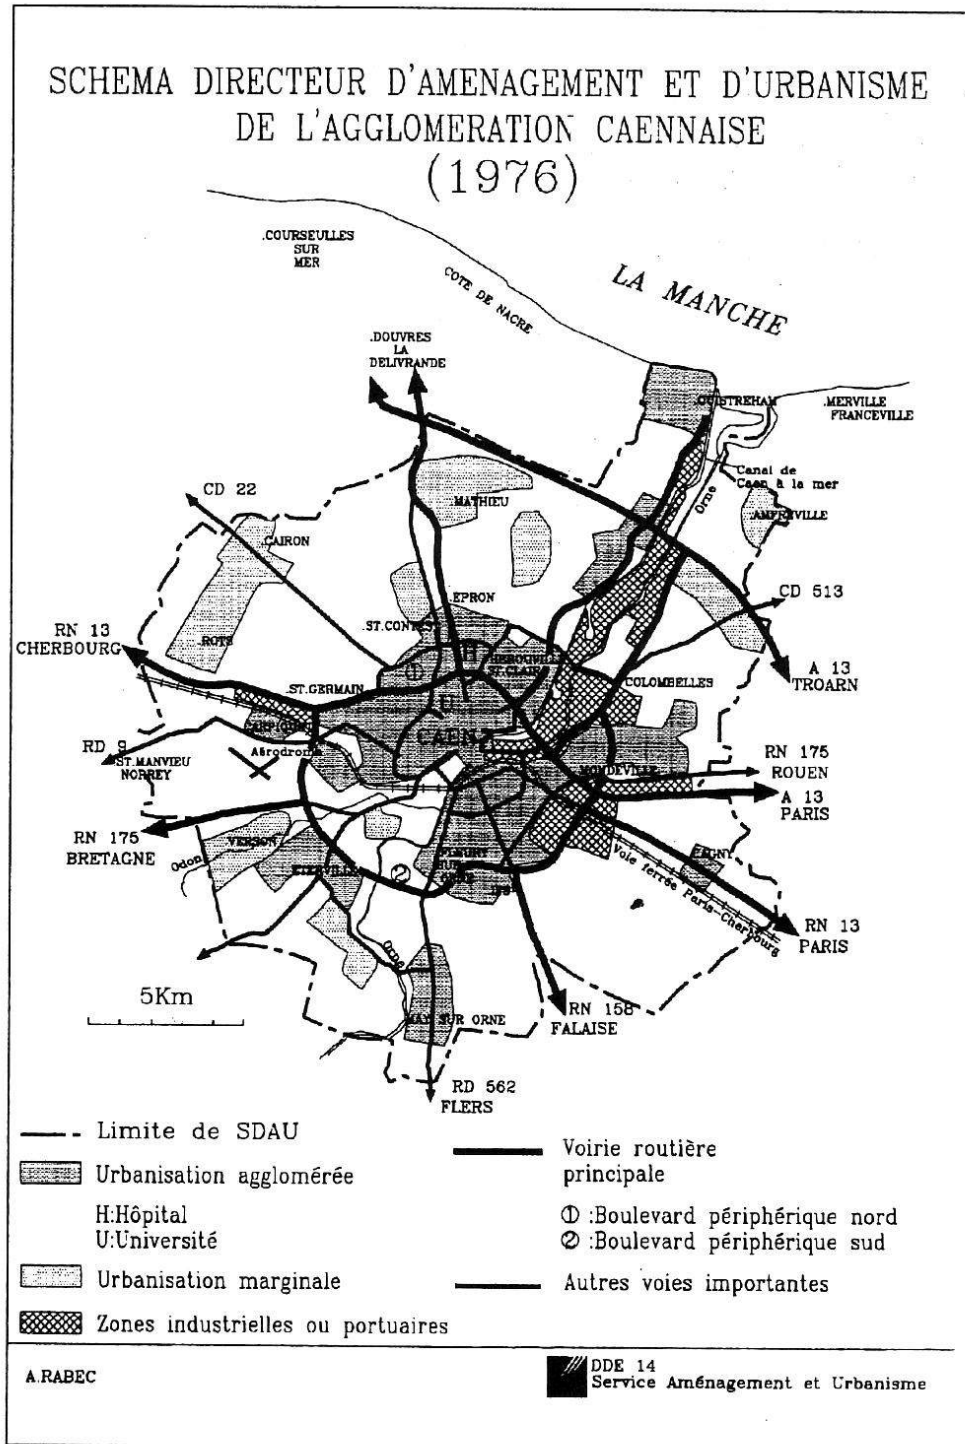 SCHEMA DIRECTEUR D'AMENAGEMENT ET D'URBANISME
DE L'AGGLOMERATION CAENNAISE
(1976)
.COURSEULLES
SUR
MER
COTE DE NACRE
LA MANCHE
.DOUVRES
LA
DELIVRANDE
.OUISTREHAM
.MERVILLE
FRANCEVILLE
Canal de
Caen à la mer
Orne
CD 22
MATHIEU
.AMFREVILLE
.CAIRON
EPRON
CD 513
.ST.CONTEST
RN 13
CHERBOURG
.ROTS
H
HEROUVILLE
ST.CLAIR
①
A 13
TROARN
ST.GERMAIN
COLOMBELLES
U
CARPIQUET
CAEN
RD 9
Aérodrome
ST.MANVIEU
NORREY
MONDEVILLE
RN 175
ROUEN
A 13
PARIS
RN 175
BRETAGNE
VERSON
Odon
ETERVILLE
②
FLEURY
SUR
ORNE
IFS
CAGNY
Voie ferrée Paris-Cherbourg
RN 13
PARIS
Orne
5Km
MAY SUR ORNE
RN 158
FALAISE
RD 562
FLERS
Limite de SDAU
Urbanisation agglomérée
H:Hôpital
U:Université
Urbanisation marginale
Zones industrielles ou portuaires
Voirie routière
principale
① :Boulevard périphérique nord
② :Boulevard périphérique sud
Autres voies importantes
A.RABEC
DDE 14
Service Aménagement et Urbanisme